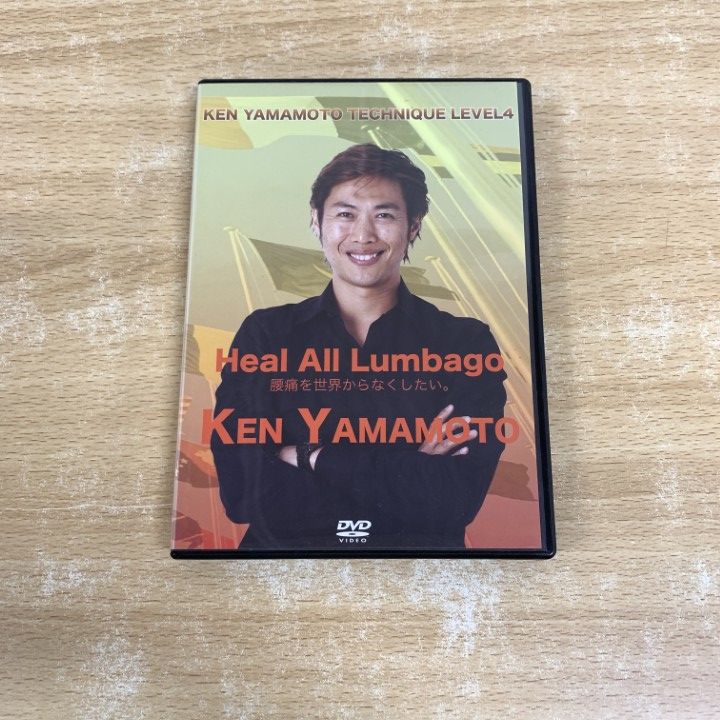 KEN YAMAMOTO TECHNIQUE LEVEL4
Heal All Lumbago
腰痛を世界からなくしたい。
KEN YAMAMOTO
DVD
VIDEO